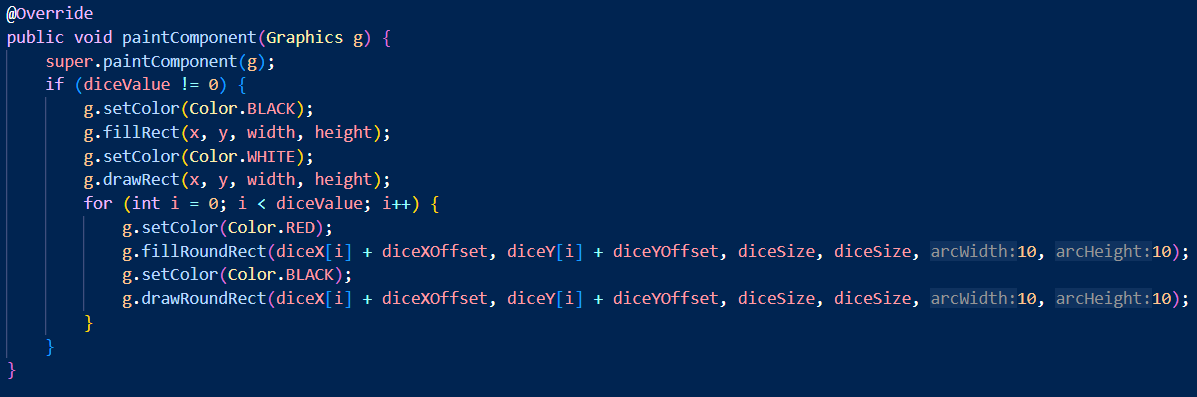 @Override
public void paintComponent(Graphics g) {
    super.paintComponent(g);
    if (diceValue != 0) {
        g.setColor(Color.BLACK);
        g.fillRect(x, y, width, height);
        g.setColor(Color.WHITE);
        g.drawRect(x, y, width, height);
        for (int i = 0; i < diceValue; i++) {
            g.setColor(Color.RED);
            g.fillRoundRect(diceX[i] + diceXOffset, diceY[i] + diceYOffset, diceSize, diceSize, arcWidth:10, arcHeight:10);
            g.setColor(Color.BLACK);
            g.drawRoundRect(diceX[i] + diceXOffset, diceY[i] + diceYOffset, diceSize, diceSize, arcWidth:10, arcHeight:10);
        }
    }
}